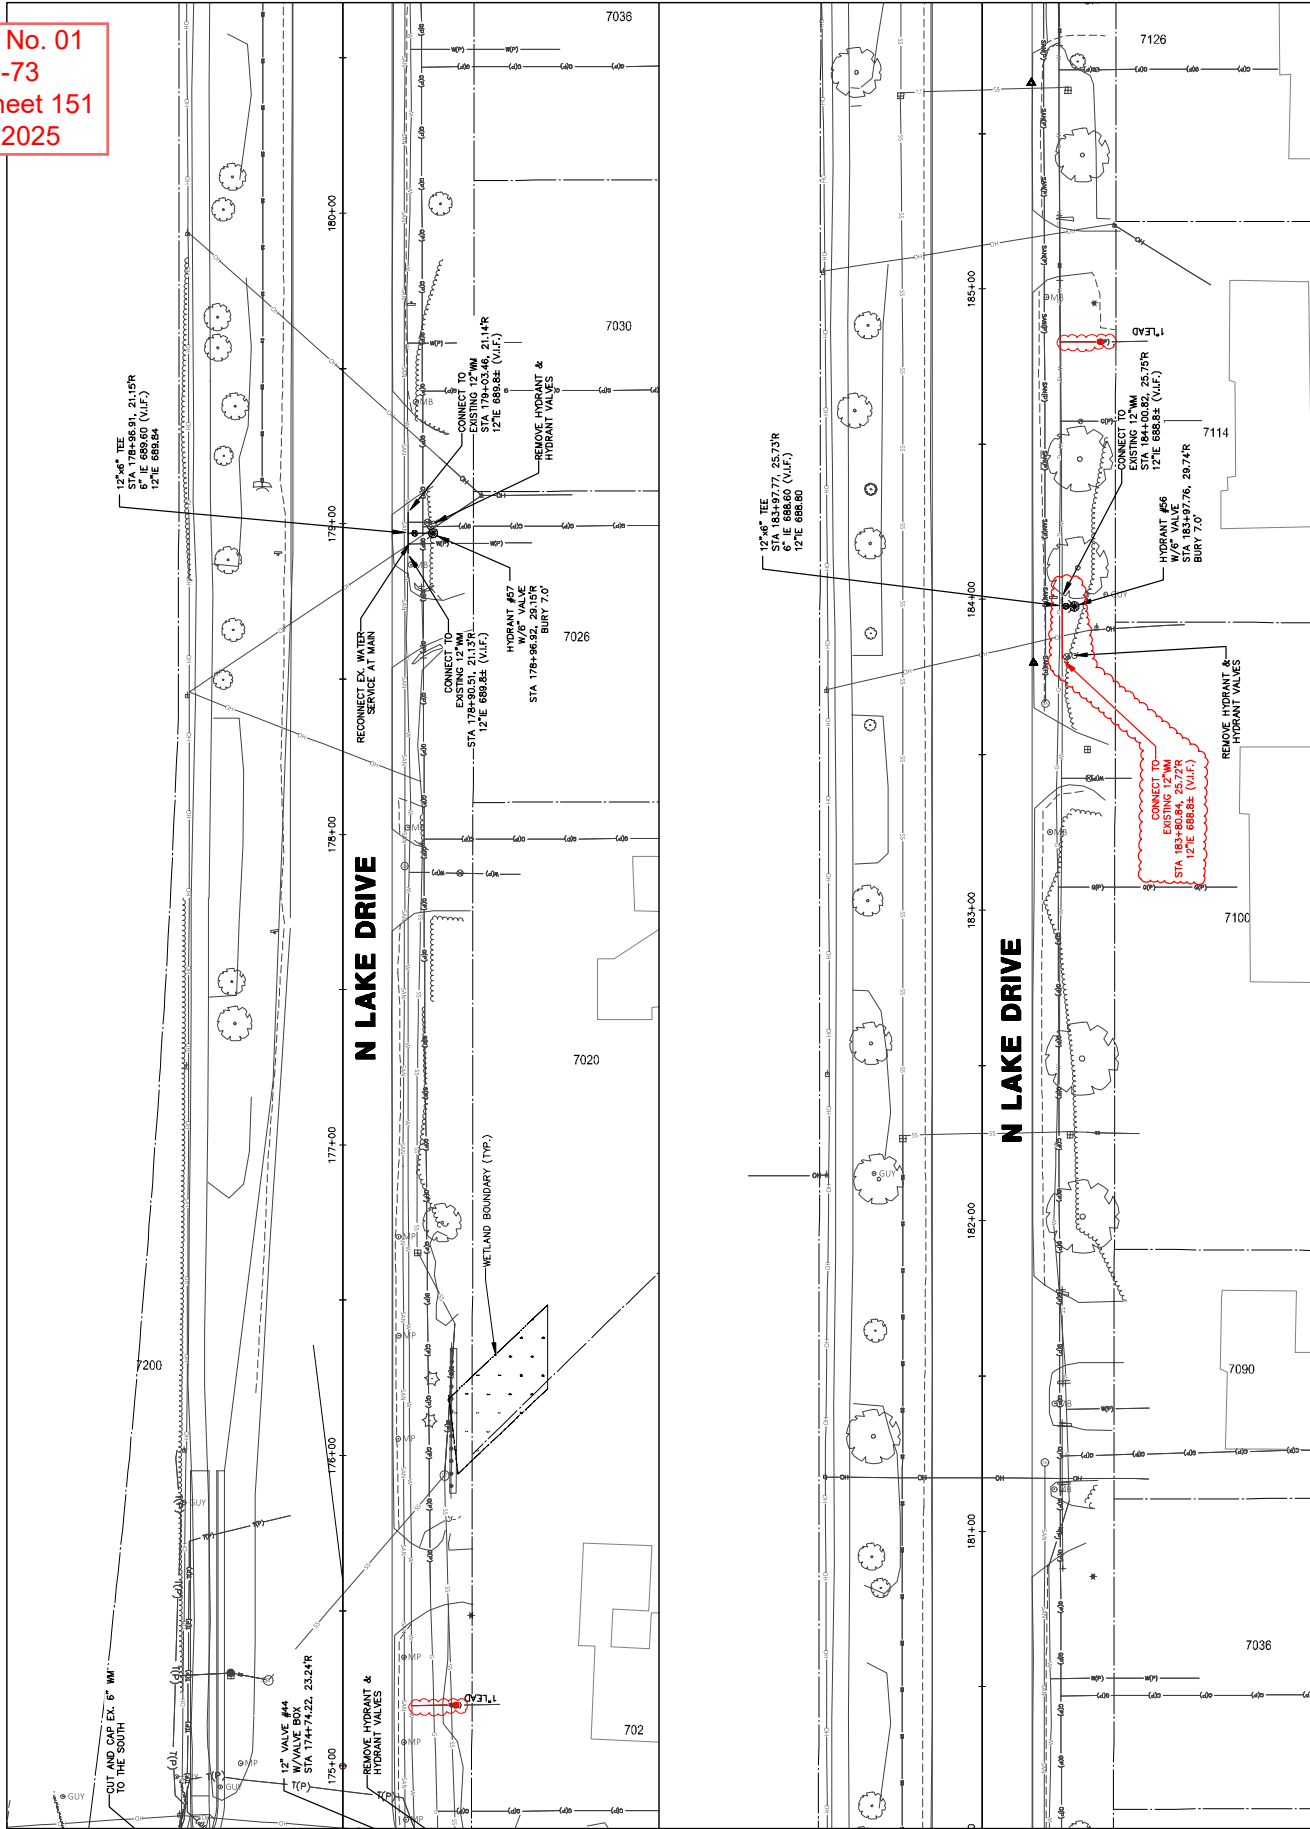 No. 01
-73
heet 151
2025
7036
180+00
7030
12"x6" TEE
STA 178+96.91, 21.15'R
6" IE 689.60 (V.I.F.)
12"IE 689.84
CONNECT TO
EXISTING 12"WM
STA 179+03.46, 21.14'R
12"IE 689.8± (V.I.F.)
REMOVE HYDRANT &
HYDRANT VALVES
179+00
RECONNECT EX. WATER
SERVICE AT MAIN
CONNECT TO
EXISTING 12"WM
STA 178+90.51, 21.13'R
12"IE 689.8± (V.I.F.)
HYDRANT #57
W/6" VALVE
STA 178+96.92, 29.15'R
BURY 7.0'
7026
178+00
N LAKE DRIVE
7020
177+00
WETLAND BOUNDARY (TYP.)
7200
176+00
GUY
MP
MP
MP
CUT AND CAP EX. 6" WM
TO THE SOUTH
12" VALVE #44
W/VALVE BOX
STA 174+74.22, 23.24'R
REMOVE HYDRANT &
HYDRANT VALVES
1"LEAD
702
175+00
7126
185+00
1"LEAD
7114
CONNECT TO
EXISTING 12"WM
STA 184+00.82, 25.75'R
12"IE 688.8± (V.I.F.)
12"x6" TEE
STA 183+97.77, 25.73'R
6" IE 688.60 (V.I.F.)
12"IE 688.80
HYDRANT #56
W/6" VALVE
STA 183+97.76, 29.74'R
BURY 7.0'
184+00
GUY
REMOVE HYDRANT &
HYDRANT VALVES
CONNECT TO
EXISTING 12"WM
STA 183+80.84, 25.72'R
12"IE 688.8± (V.I.F.)
183+00
7100
N LAKE DRIVE
GUY
182+00
7090
181+00
7036